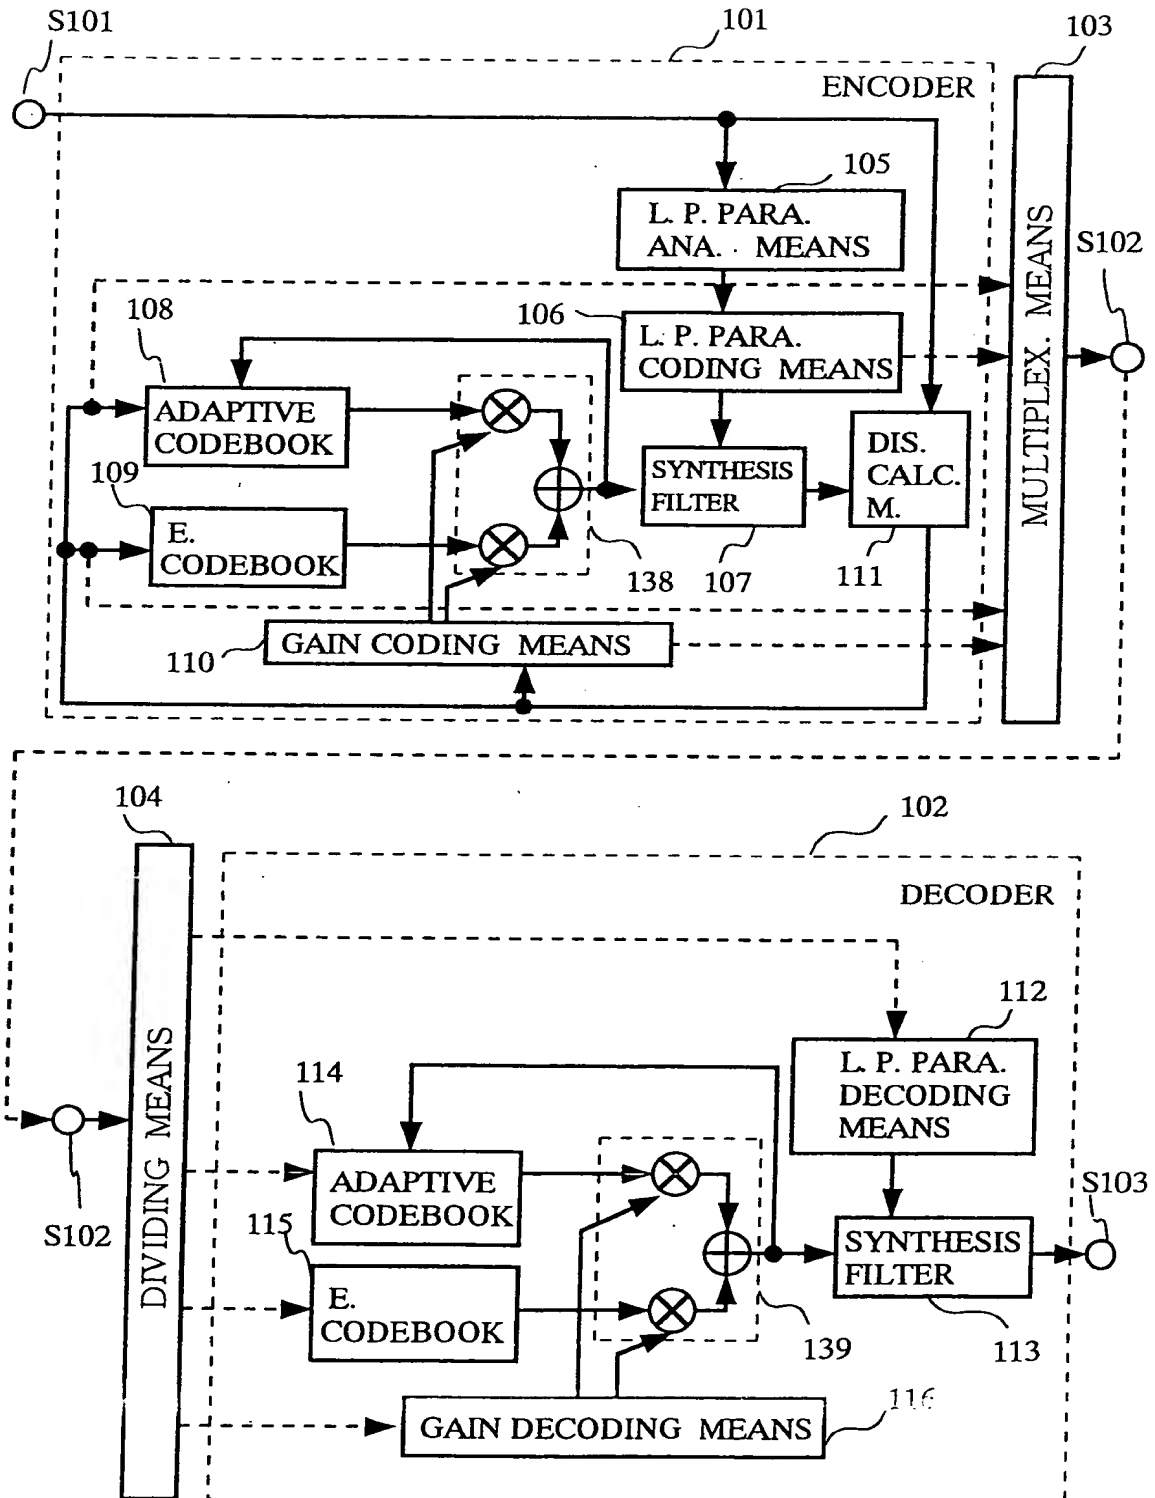 S101
101
103
ENCODER
105
L. P. PARA.
ANA. MEANS
S102
MULTIPLEX. MEANS
108
106
L. P. PARA.
CODING MEANS
ADAPTIVE
CODEBOOK
DIS.
CALC.
M.
109
SYNTHESIS
FILTER
E.
CODEBOOK
138
107
111
GAIN CODING MEANS
110
104
102
DECODER
112
L. P. PARA.
DECODING
MEANS
114
DIVIDING MEANS
ADAPTIVE
CODEBOOK
S103
S102
115
SYNTHESIS
FILTER
E.
CODEBOOK
139
113
116
GAIN DECODING MEANS